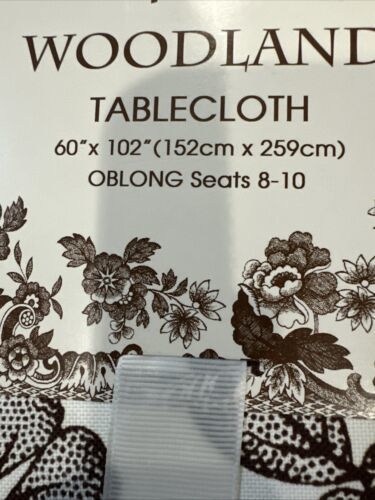 WOODLAND
TABLECLOTH
60"x 102"(152cm x 259cm)
OBLONG Seats 8-10